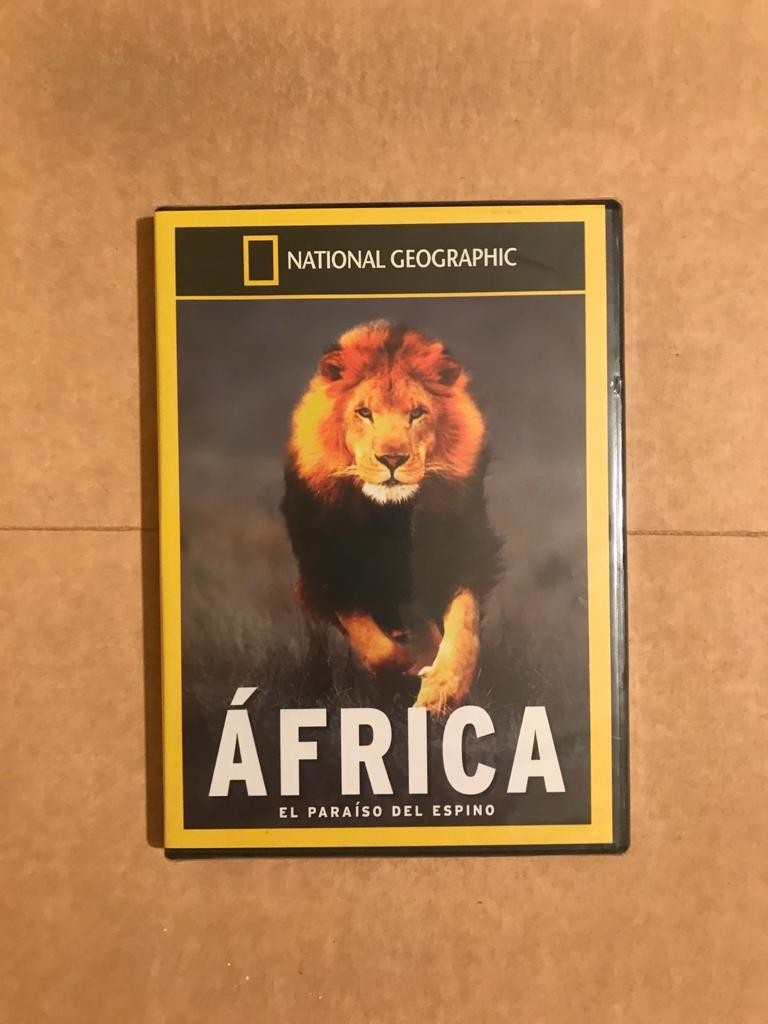 NATIONAL GEOGRAPHIC
ÁFRICA
EL PARAÍSO DEL ESPINO